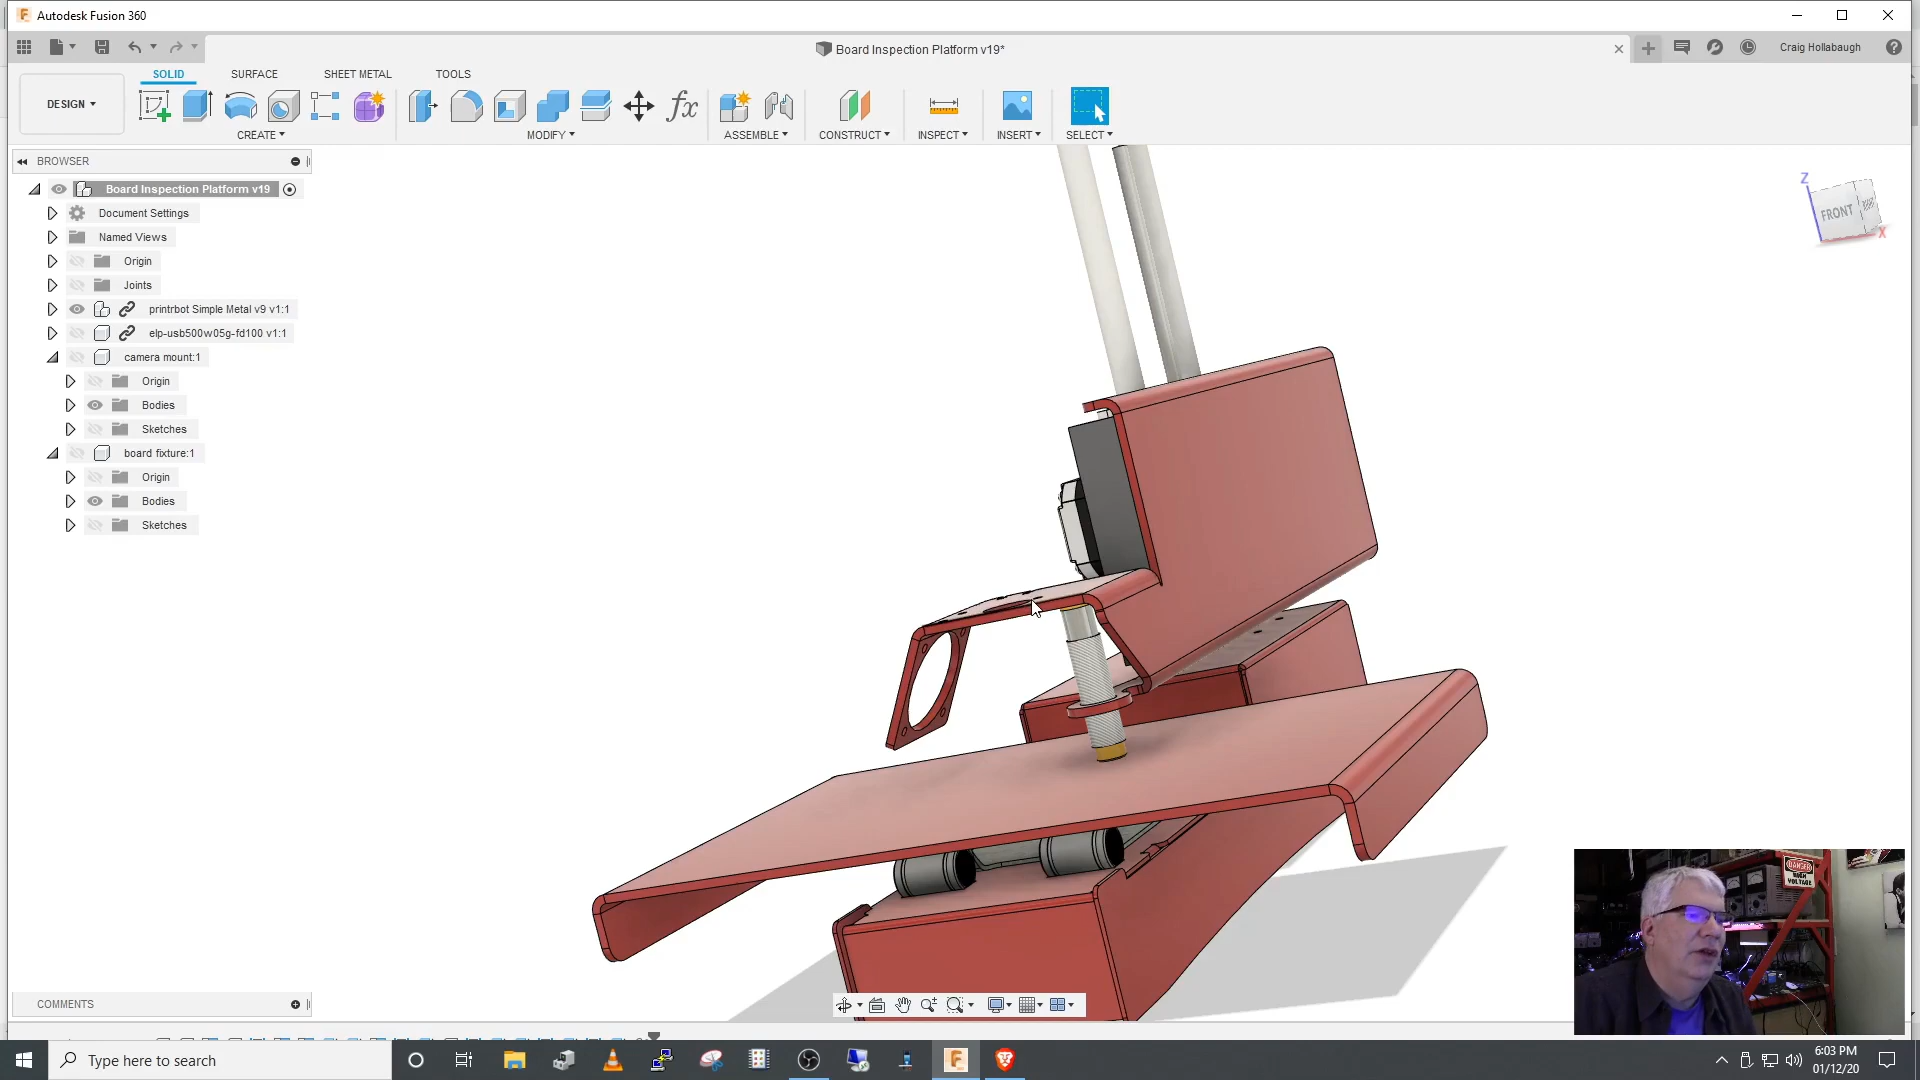 Autodesk Fusion 360
Board Inspection Platform v19*
Craig Hollabaugh
SOLID SURFACE SHEET METAL TOOLS
DESIGN
CREATE MODIFY ASSEMBLE CONSTRUCT INSPECT INSERT SELECT
BROWSER
Board Inspection Platform v19
Document Settings
Named Views
Origin
Joints
printrbot Simple Metal v9 v1:1
elp-usb500w05g-fd100 v1:1
camera mount:1
Origin
Bodies
Sketches
board fixture:1
Origin
Bodies
Sketches
Z
FRONT
X
DANGER
HIGH
VOLTAGE
COMMENTS
Type here to search
6:03 PM
01/12/20